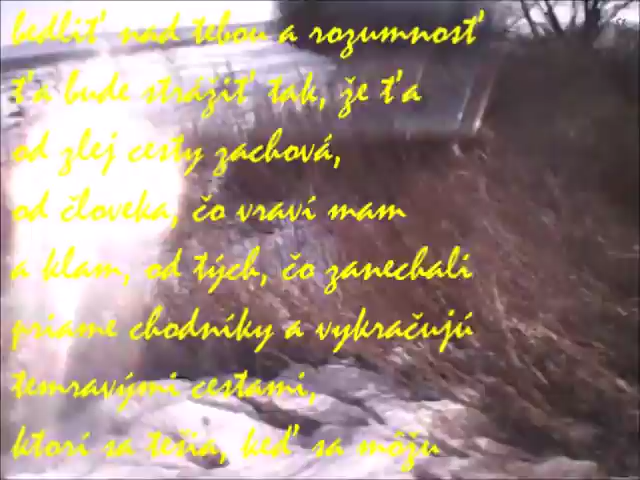 bedliť nad tebou a rozumnosť
ťa bude strážiť tak, že ťa
od zlej cesty zachová,
od človeka, čo vraví mam
a klam, od tých, čo zanechali
priame chodníky a vykračujú
temravými cestami,
ktorí sa tešia, keď sa môžu